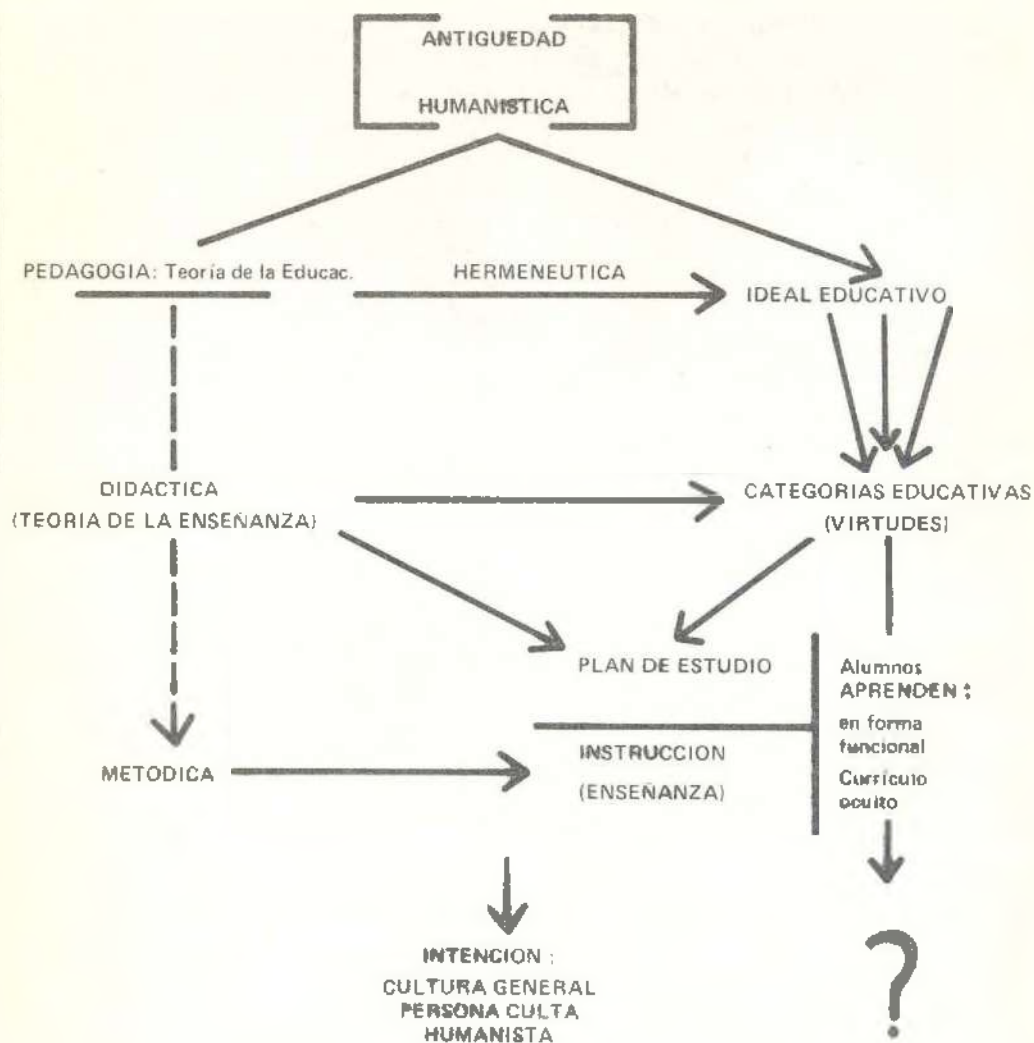 ANTIGUEDAD
HUMANISTICA
PEDAGOGIA: Teoría de la Educac.
HERMENEUTICA
IDEAL EDUCATIVO
DIDACTICA
(TEORIA DE LA ENSEÑANZA)
CATEGORIAS EDUCATIVAS
(VIRTUDES)
PLAN DE ESTUDIO
Alumnos
APRENDEN :
en forma
funcional
Currículo
oculto
METODICA
INSTRUCCION
(ENSEÑANZA)
INTENCION :
CULTURA GENERAL
PERSONA CULTA
HUMANISTA
?